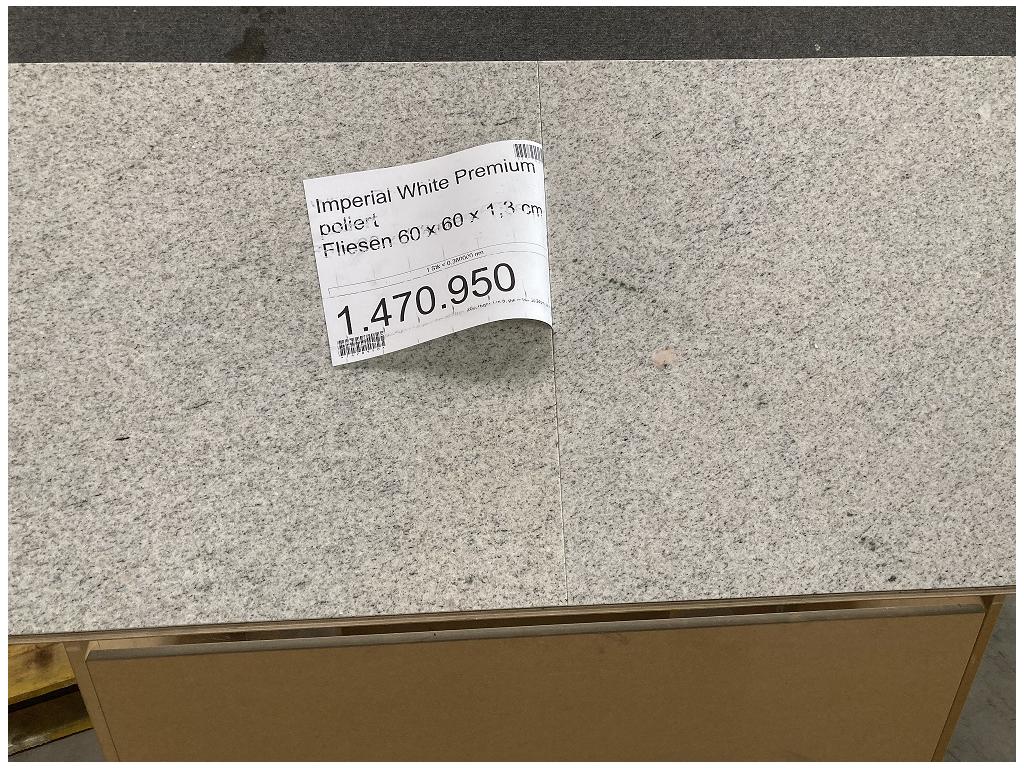 Imperial White Premium
poliert
Fliesen 60 x 60 x 1,3 cm
1.470.950